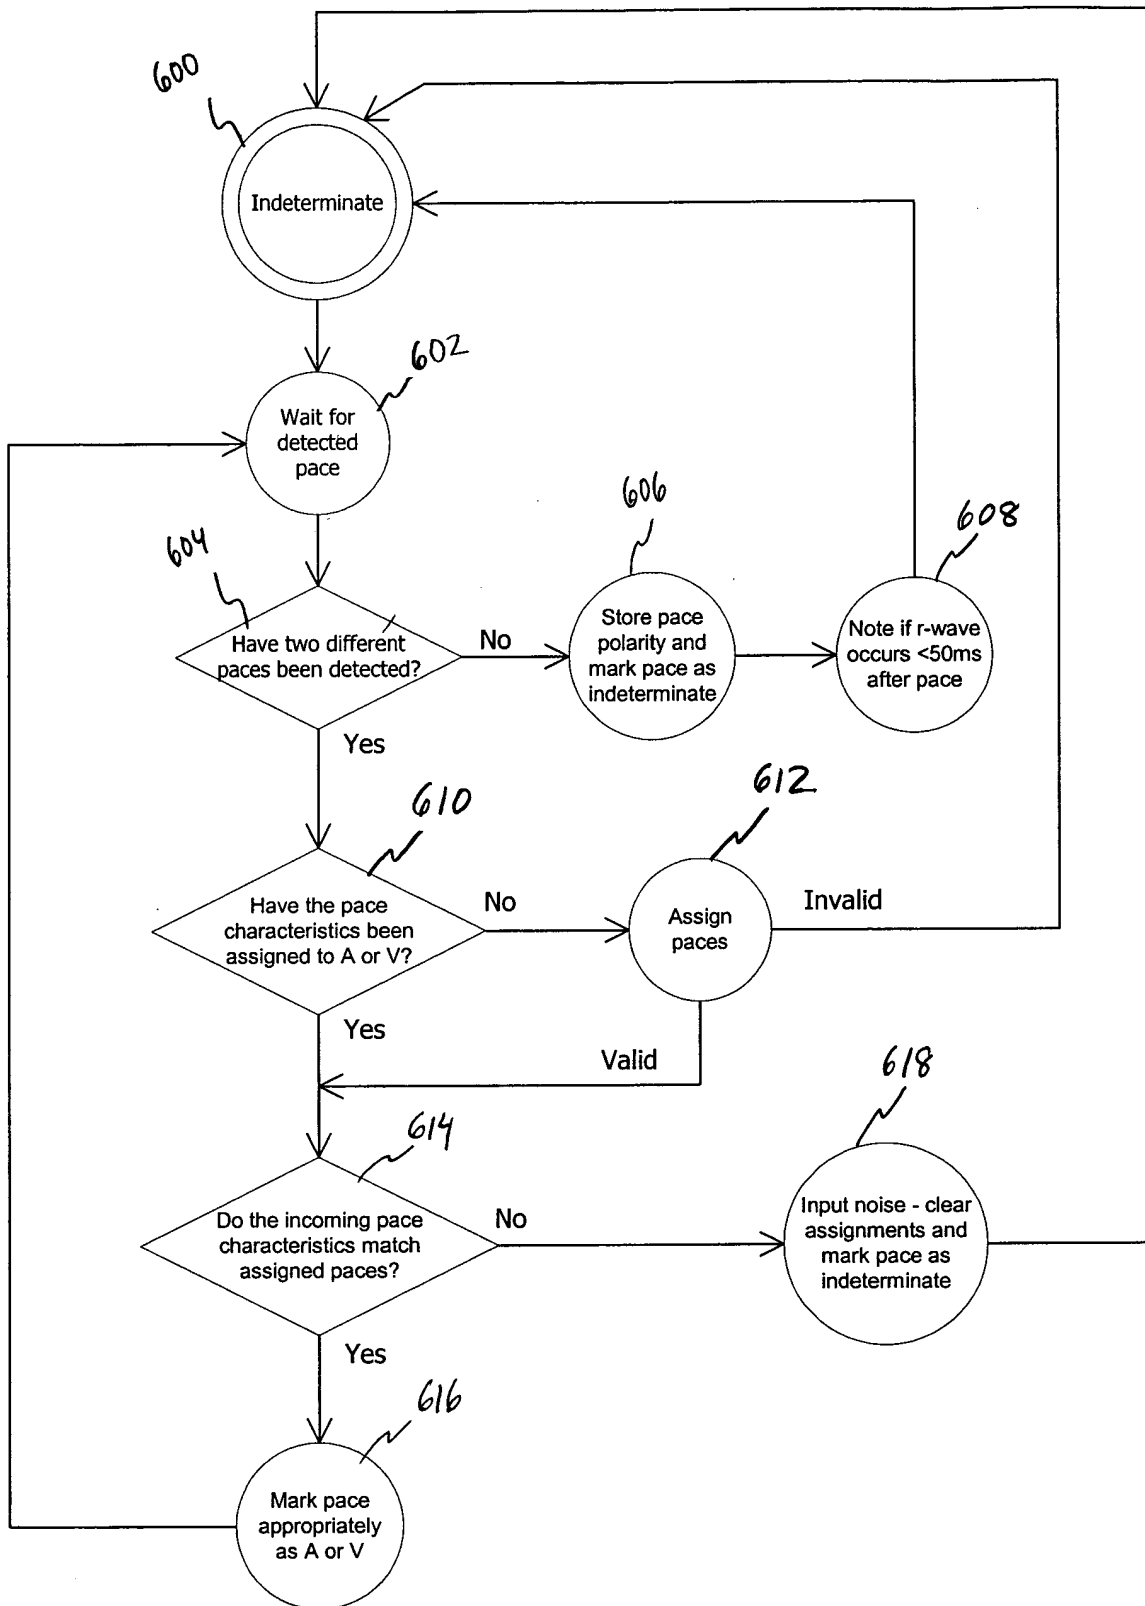 600
Indeterminate
602
Wait for
detected
pace
604
Have two different
paces been detected?
No
606
Store pace
polarity and
mark pace as
indeterminate
608
Note if r-wave
occurs <50ms
after pace
Yes
610
Have the pace
characteristics been
assigned to A or V?
No
612
Assign
paces
Invalid
Yes
Valid
614
Do the incoming pace
characteristics match
assigned paces?
No
618
Input noise - clear
assignments and
mark pace as
indeterminate
Yes
616
Mark pace
appropriately
as A or V